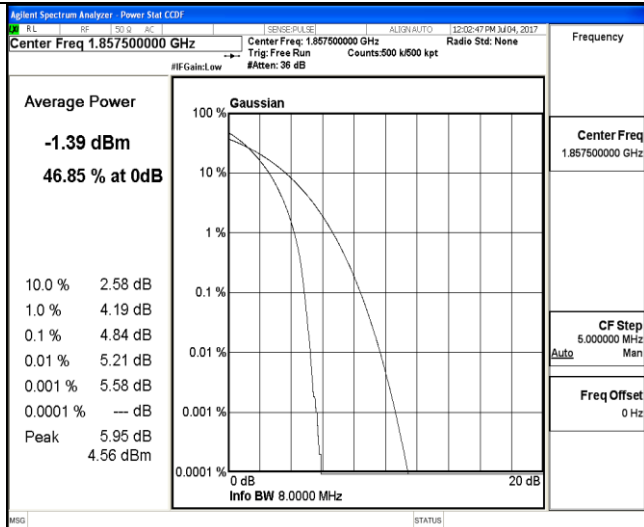 Agilent Spectrum Analyzer - Power Stat CCDF
RL RF 50 Ω AC SENSE:PULSE ALIGN AUTO 12:02:47 PM Jul 04, 2017
Center Freq 1.857500000 GHz
Center Freq: 1.857500000 GHz Radio Std: None
Trig: Free Run Counts:500 k/500 kpt
#IFGain:Low #Atten: 36 dB
Frequency
Average Power
-1.39 dBm
46.85 % at 0dB
10.0 % 2.58 dB
1.0 % 4.19 dB
0.1 % 4.84 dB
0.01 % 5.21 dB
0.001 % 5.58 dB
0.0001 % --- dB
Peak 5.95 dB
4.56 dBm
Gaussian
100 %
10 %
1 %
0.1 %
0.01 %
0.001 %
0.0001 %
0 dB 20 dB
Info BW 8.0000 MHz
Center Freq
1.857500000 GHz
CF Step
5.000000 MHz
Auto Man
Freq Offset
0 Hz
MSG STATUS